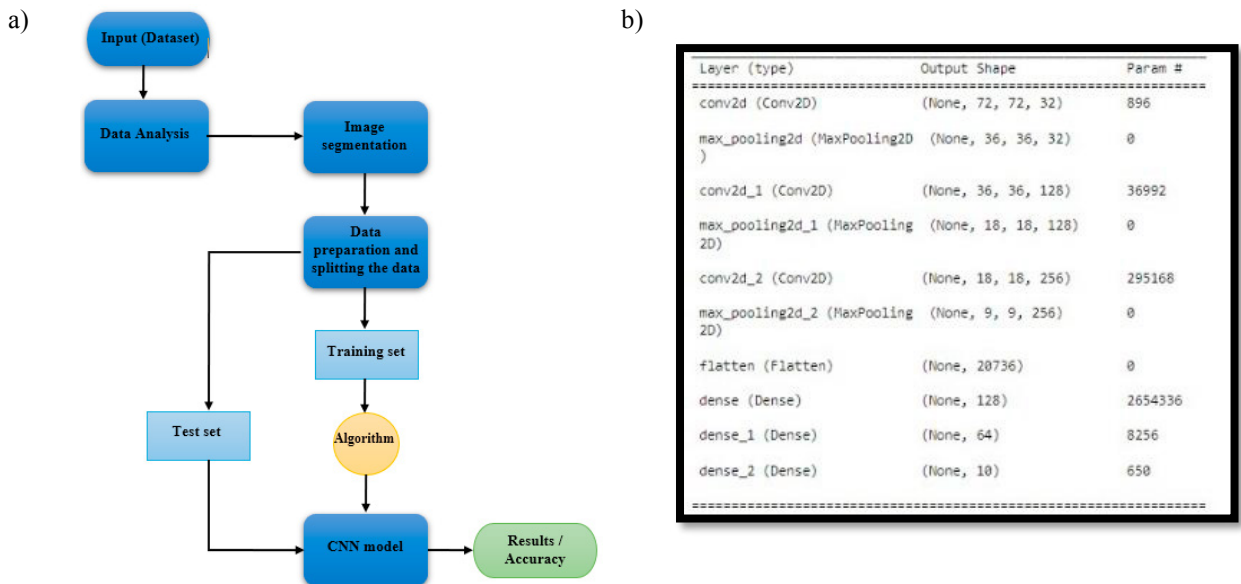 a)
Input (Dataset)
Data Analysis
Image
segmentation
Data
preparation and
splitting the data
Training set
Test set
Algorithm
CNN model
Results /
Accuracy
b)
Layer (type) Output Shape Param #
==================================================================
conv2d (Conv2D) (None, 72, 72, 32) 896
max_pooling2d (MaxPooling2D (None, 36, 36, 32) 0
)
conv2d_1 (Conv2D) (None, 36, 36, 128) 36992
max_pooling2d_1 (MaxPooling (None, 18, 18, 128) 0
2D)
conv2d_2 (Conv2D) (None, 18, 18, 256) 295168
max_pooling2d_2 (MaxPooling (None, 9, 9, 256) 0
2D)
flatten (Flatten) (None, 20736) 0
dense (Dense) (None, 128) 2654336
dense_1 (Dense) (None, 64) 8256
dense_2 (Dense) (None, 10) 650
==================================================================